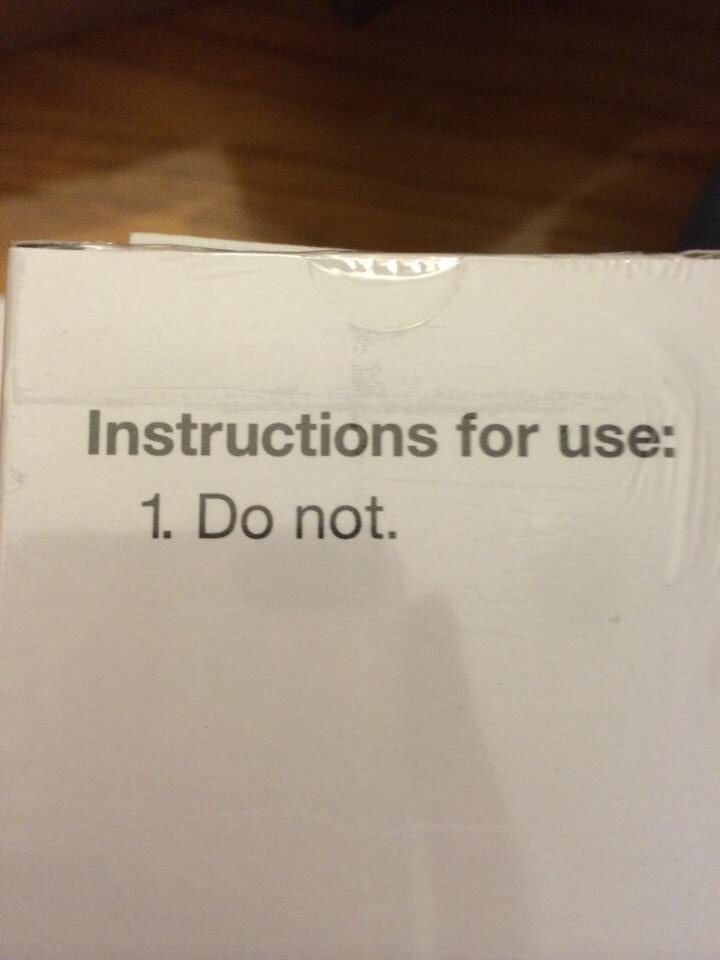 Instructions for use:
1. Do not.